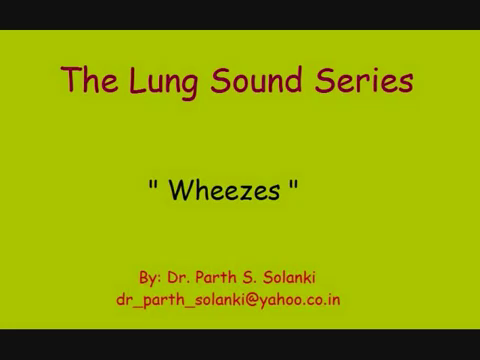 The Lung Sound Series
" Wheezes "
By: Dr. Parth S. Solanki
dr_parth_solanki@yahoo.co.in